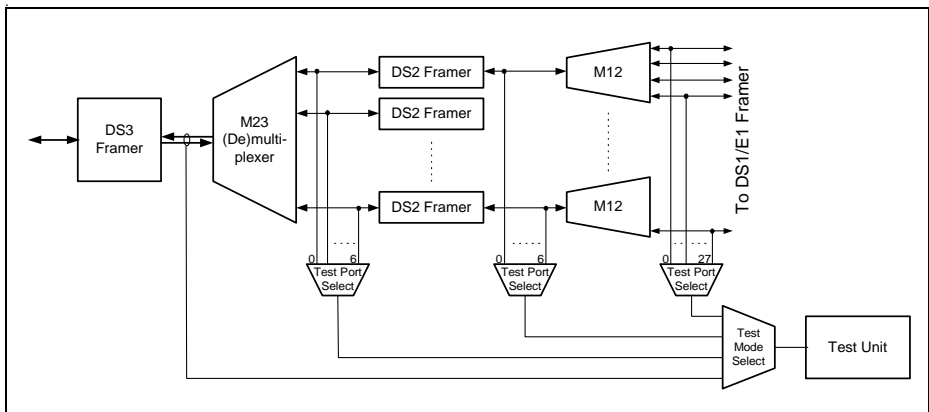 DS3
Framer
M23
(De)multi-
plexer
DS2 Framer
DS2 Framer
DS2 Framer
M12
M12
To DS1/E1 Framer
0
6
Test Port
Select
0
6
Test Port
Select
0
27
Test Port
Select
Test
Mode
Select
Test Unit